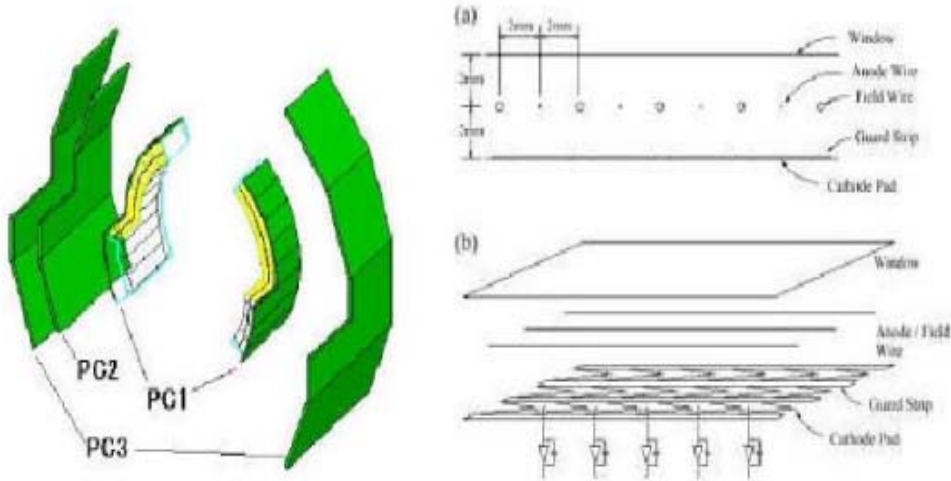 PC2
PC1
PC3
(a)
2mm 2mm
Window
2mm
Anode Wire
Field Wire
2mm
Guard Strip
Cathode Pad
(b)
Window
Anode / Field
Wire
Guard Strip
Cathode Pad